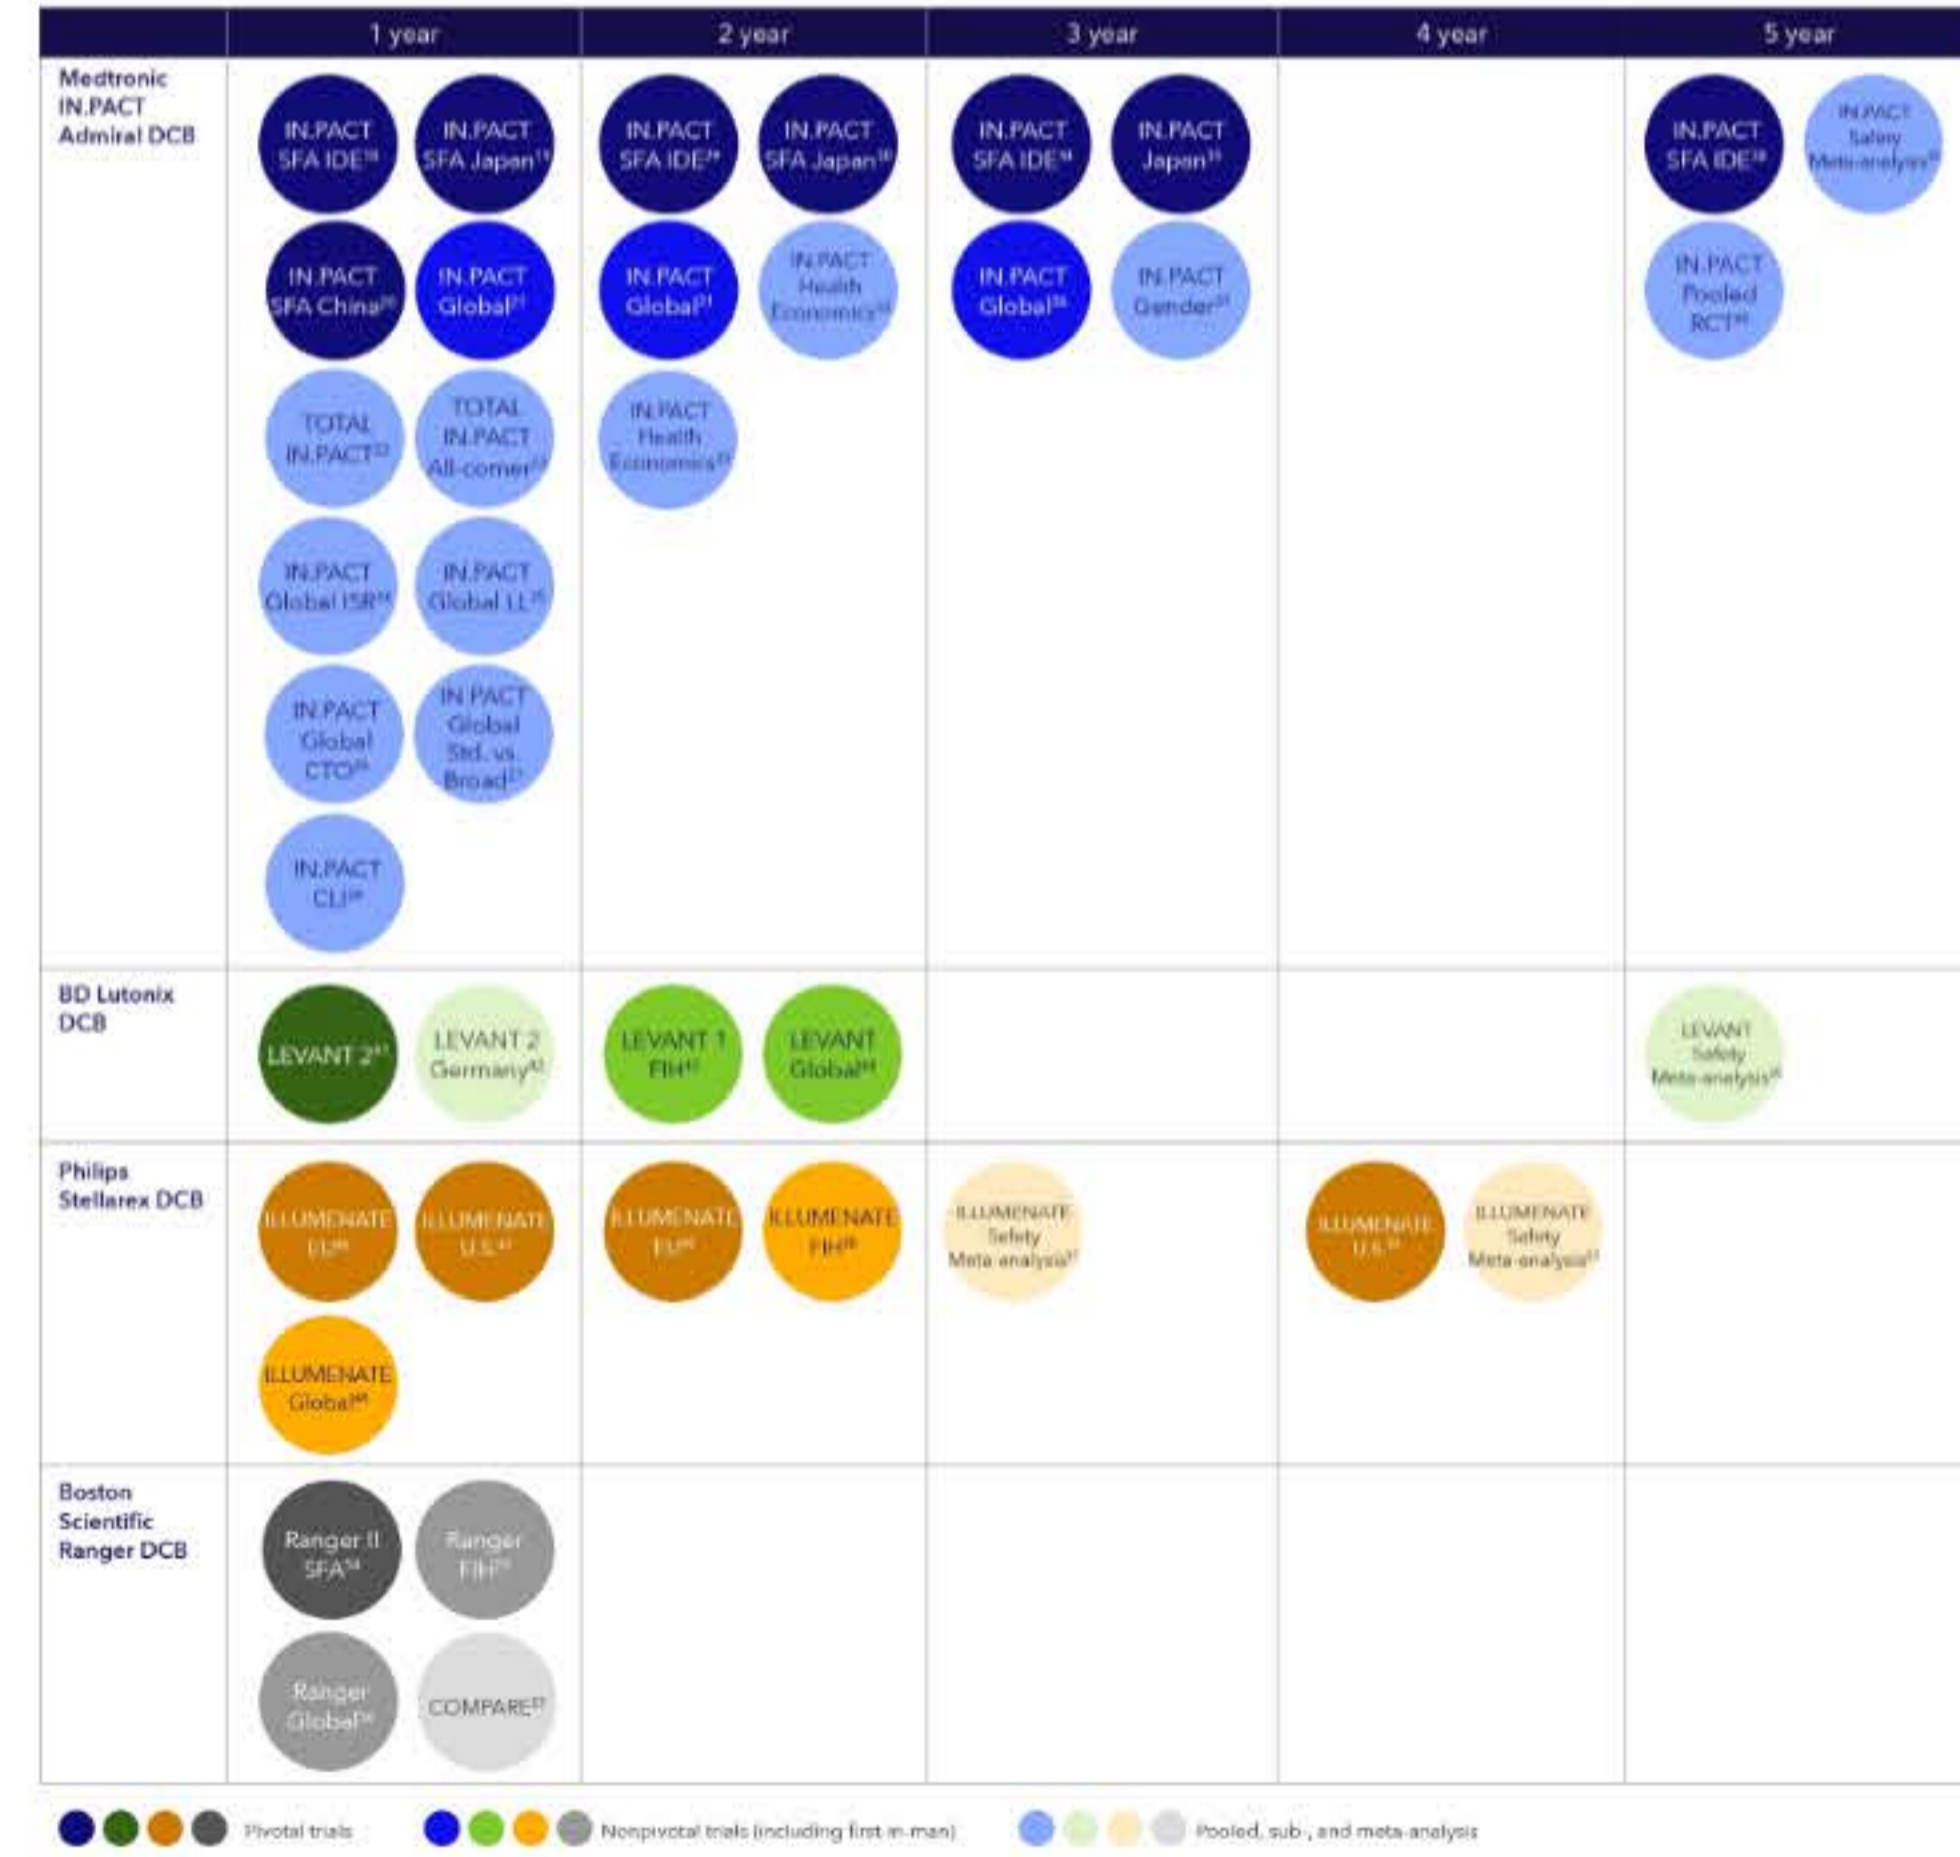 1 year 2 year 3 year 4 year 5 year
Medtronic
IN.PACT
Admiral DCB
IN.PACT
SFA IDE
IN.PACT
SFA Japan
IN.PACT
SFA China
IN.PACT
Global
TOTAL
IN.PACT
TOTAL
IN.PACT
All-comer
IN.PACT
Global ISR
IN.PACT
Global LL
IN.PACT
Global
CTO
IN PACT
Global
Std. vs.
Broad
IN.PACT
CLI
IN.PACT
SFA IDE
IN.PACT
SFA Japan
IN.PACT
Global
IN.PACT
Health
Economics
IN.PACT
Health
Economics
IN.PACT
SFA IDE
IN.PACT
Japan
IN.PACT
Global
IN.PACT
Gender
IN.PACT
SFA IDE
IN.PACT
Safety
Meta-analysis
IN.PACT
Pooled
RCT
BD Lutonix
DCB
LEVANT 2
LEVANT 2
Germany
LEVANT 1
FIH
LEVANT
Global
LEVANT
Safety
Meta-analysis
Philips
Stellarex DCB
ILLUMENATE
EU
ILLUMENATE
U.S.
ILLUMENATE
Global
ILLUMENATE
EU
ILLUMENATE
FIH
ILLUMENATE
Safety
Meta-analysis
ILLUMENATE
U.S.
ILLUMENATE
Safety
Meta-analysis
Boston
Scientific
Ranger DCB
Ranger II
SFA
Ranger
FIH
Ranger
Global
COMPARE
Pivotal trials
Nonpivotal trials (including first-in-man)
Pooled, sub-, and meta-analysis